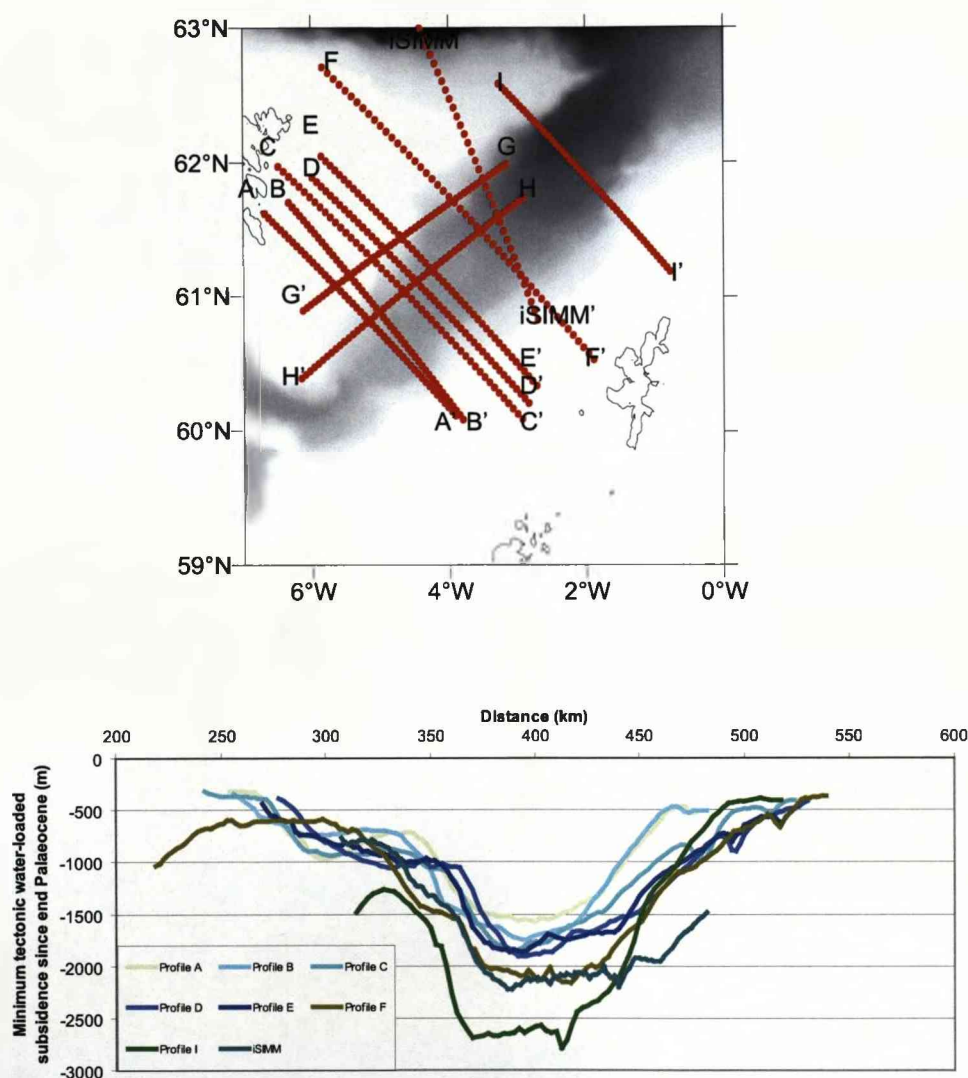 63°N
iSIMM
F
I
E
G
62°N
C
D
H
A B
I'
61°N
G'
iSIMM'
E'
F'
H'
D'
60°N
A' B' C'
59°N
6°W 4°W 2°W 0°W
Distance (km)
200 250 300 350 400 450 500 550 600
0
-500
-1000
-1500
-2000
-2500
-3000
Minimum tectonic water-loaded
subsidence since end Palaeocene (m)
Profile A Profile B Profile C
Profile D Profile E Profile F
Profile I iSIMM